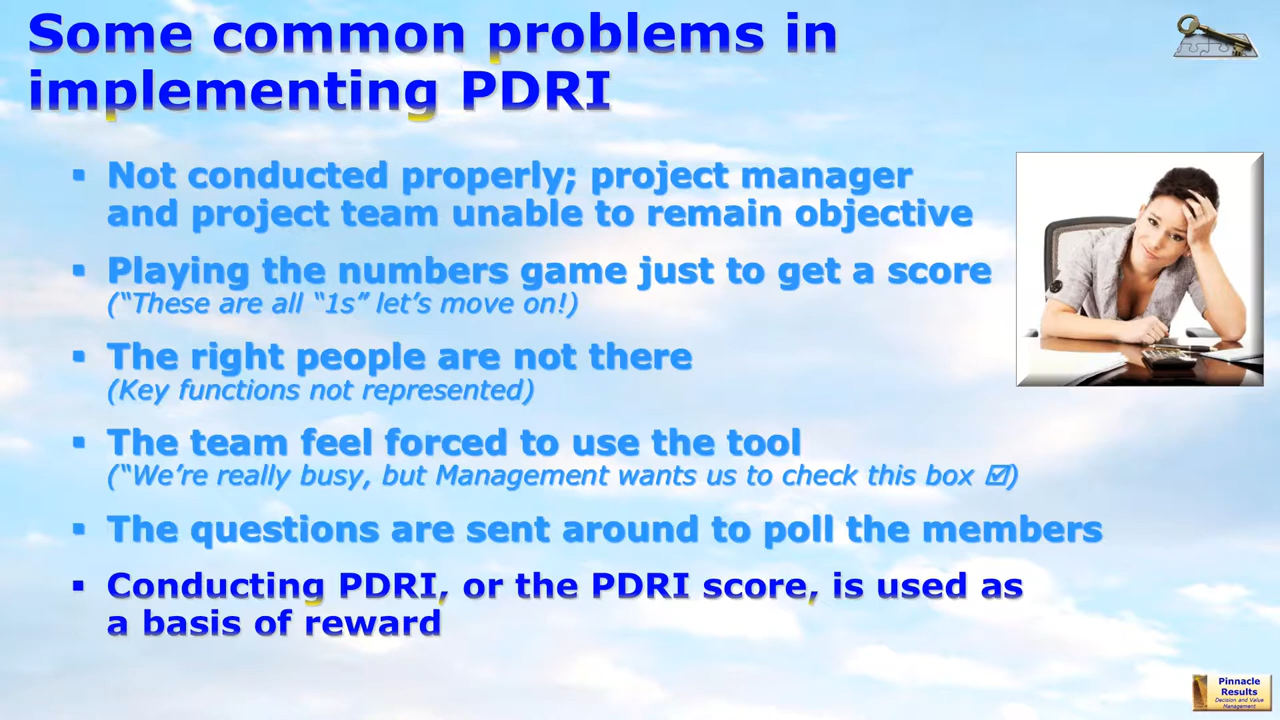 Some common problems in
implementing PDRI
▪ Not conducted properly; project manager
and project team unable to remain objective
▪ Playing the numbers game just to get a score
(“These are all “1s” let’s move on!)
▪ The right people are not there
(Key functions not represented)
▪ The team feel forced to use the tool
(“We’re really busy, but Management wants us to check this box ☑)
▪ The questions are sent around to poll the members
▪ Conducting PDRI, or the PDRI score, is used as
a basis of reward
Pinnacle
Results
Decision and Value
Management